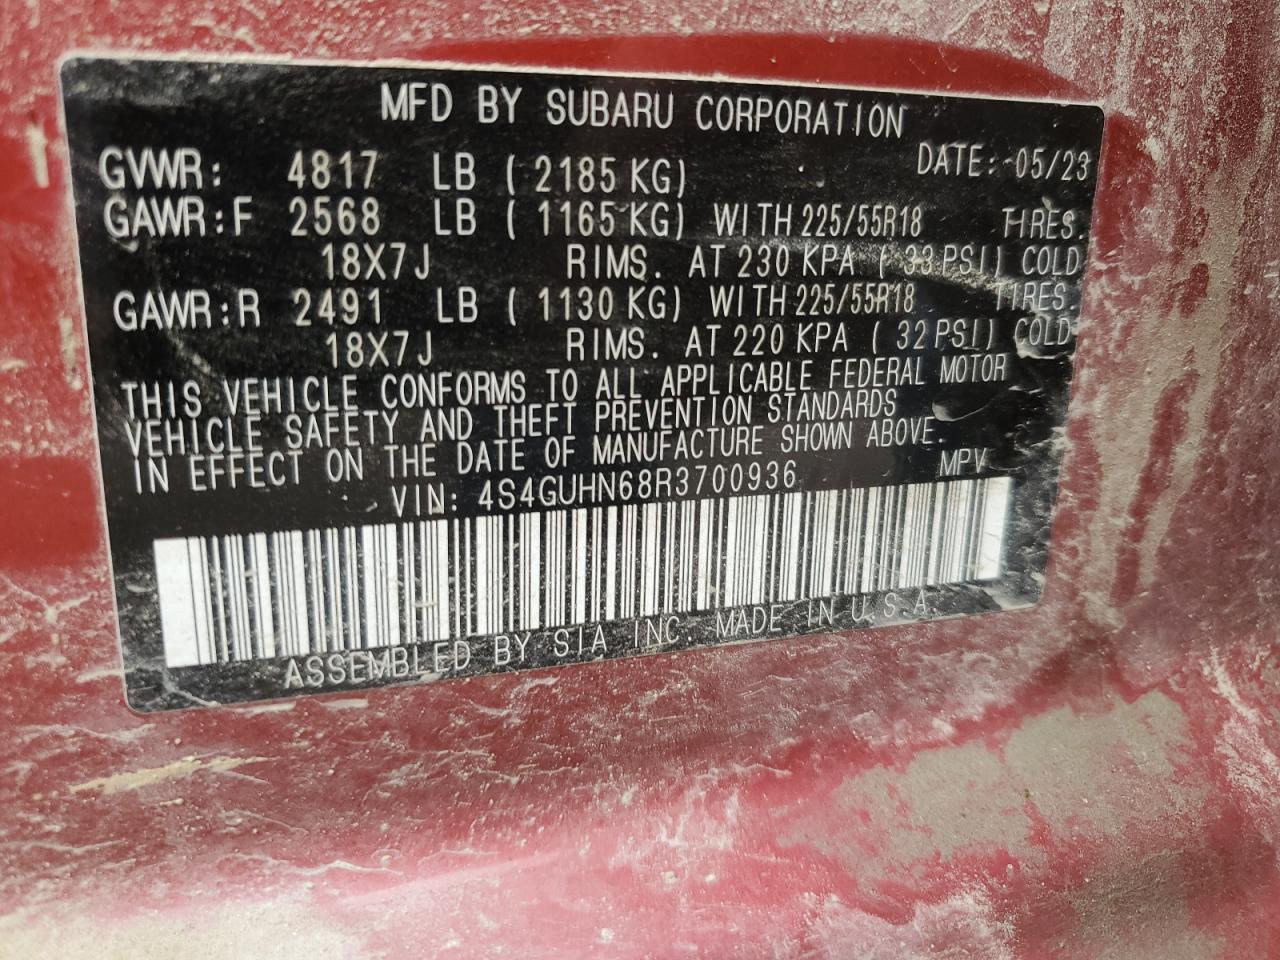 MFD BY SUBARU CORPORATION
GVWR: 4817 LB ( 2185 KG) DATE: 05/23
GAWR:F 2568 LB ( 1165 KG) WITH 225/55R18 TIRES.
18X7J RIMS. AT 230 KPA ( 33 PSI) COLD
GAWR:R 2491 LB ( 1130 KG) WITH 225/55R18 TIRES.
18X7J RIMS. AT 220 KPA ( 32 PSI) COLD
THIS VEHICLE CONFORMS TO ALL APPLICABLE FEDERAL MOTOR
VEHICLE SAFETY AND THEFT PREVENTION STANDARDS
IN EFFECT ON THE DATE OF MANUFACTURE SHOWN ABOVE.
VIN: 4S4GUHN68R3700936 MPV
ASSEMBLED BY SIA INC. MADE IN U.S.A.